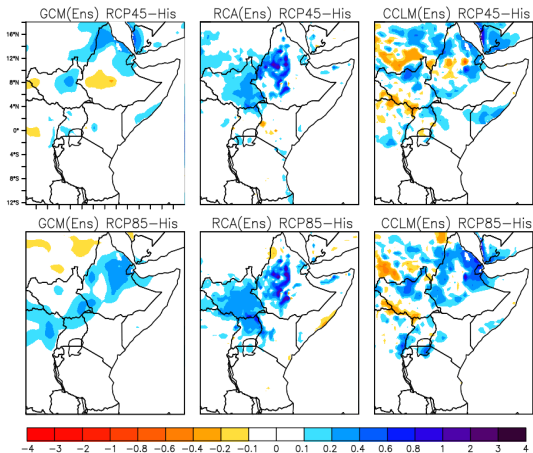 GCM(Ens) RCP45-His
RCA(Ens) RCP45-His
CCLM(Ens) RCP45-His
16°N
12°N
8°N
4°N
0°
4°S
8°S
12°S
GCM(Ens) RCP85-His
RCA(Ens) RCP85-His
CCLM(Ens) RCP85-His
-4 -3 -2 -1 -0.8 -0.6 -0.4 -0.2 -0.1 0 0.1 0.2 0.4 0.6 0.8 1 2 3 4